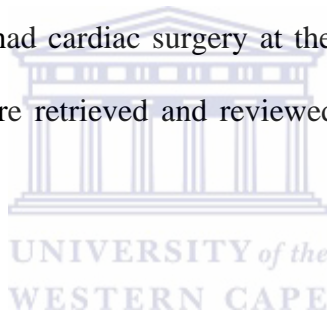 had cardiac surgery at the
re retrieved and reviewed
UNIVERSITY of the
WESTERN CAPE